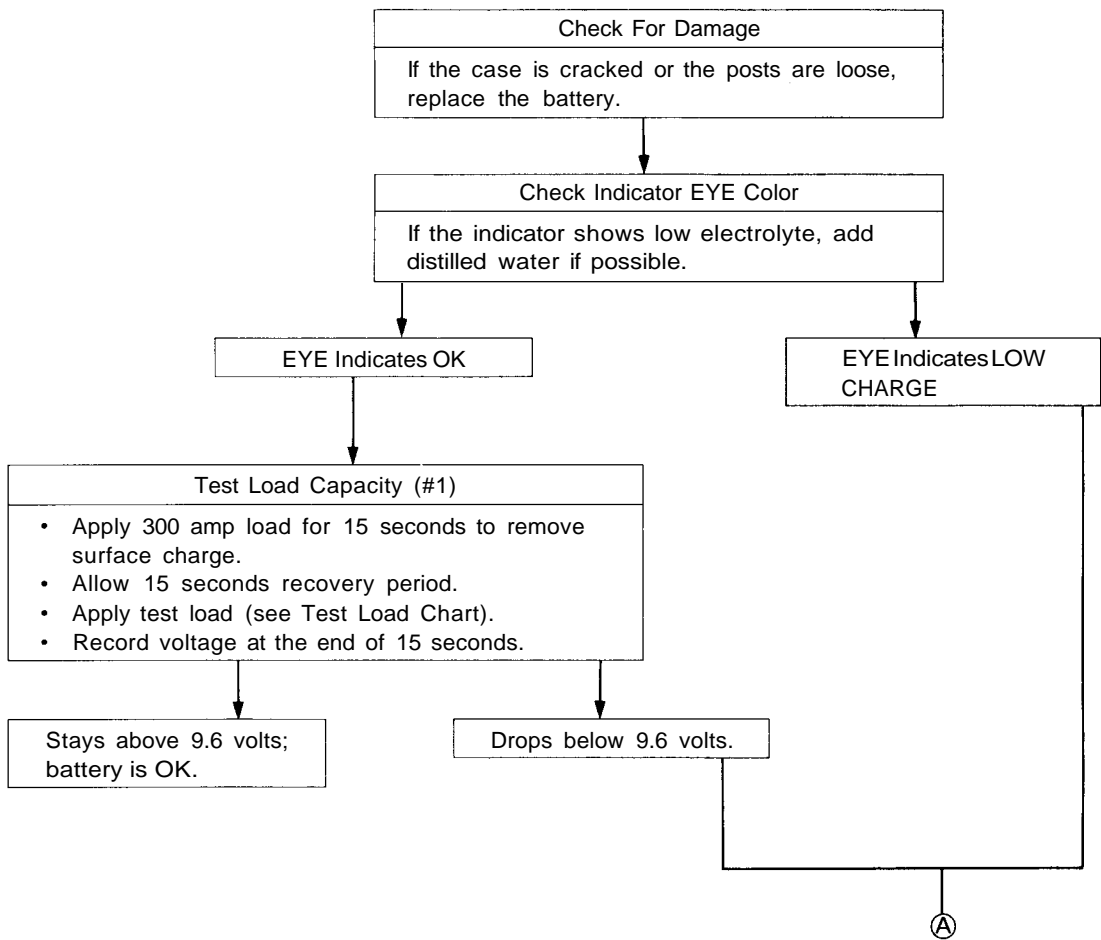 Check For Damage
If the case is cracked or the posts are loose,
replace the battery.
Check Indicator EYE Color
If the indicator shows low electrolyte, add
distilled water if possible.
EYE Indicates OK
EYE Indicates LOW
CHARGE
Test Load Capacity (#1)
• Apply 300 amp load for 15 seconds to remove
surface charge.
• Allow 15 seconds recovery period.
• Apply test load (see Test Load Chart).
• Record voltage at the end of 15 seconds.
Stays above 9.6 volts;
battery is OK.
Drops below 9.6 volts.
A